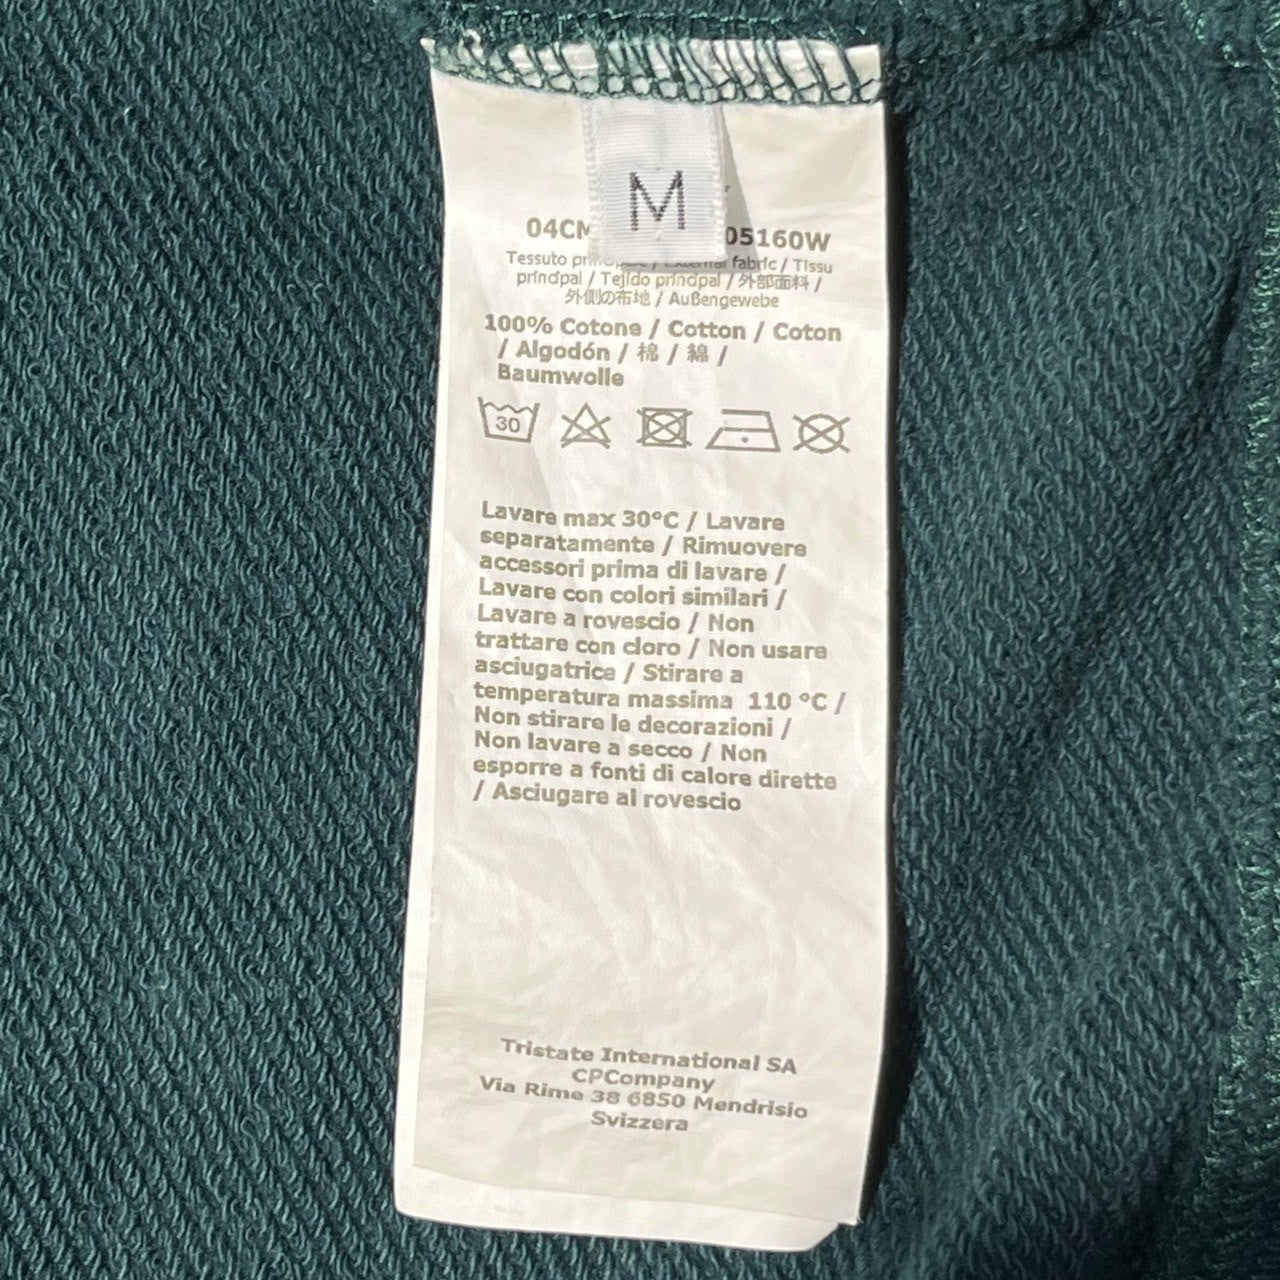 M
04CM 05160W
Tessuto External fabric / Tissu
principal / Tejido principal / 外部面料 /
外側の布地 / Außengewebe
100% Cotone / Cotton / Coton
/ Algodón / 棉 / 綿 /
Baumwolle
30
Lavare max 30°C / Lavare
separatamente / Rimuovere
accessori prima di lavare /
Lavare con colori similari /
Lavare a rovescio / Non
trattare con cloro / Non usare
asciugatrice / Stirare a
temperatura massima 110 °C /
Non stirare le decorazioni /
Non lavare a secco / Non
esporre a fonti di calore dirette
/ Asciugare al rovescio
Tristate International SA
CPCompany
Via Rime 38 6850 Mendrisio
Svizzera